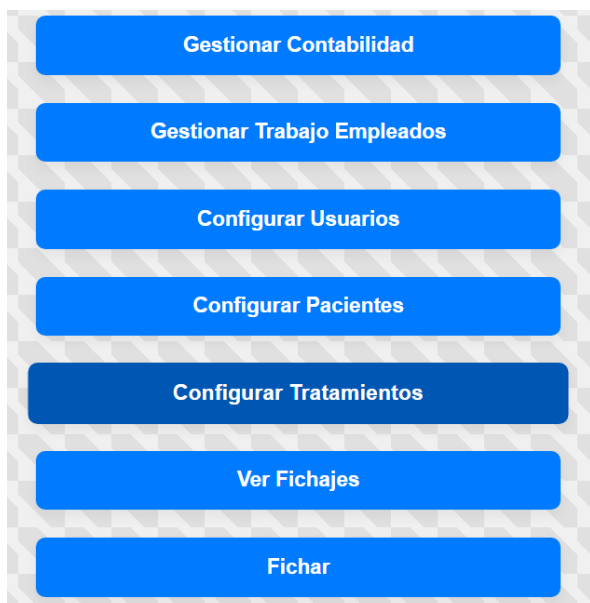 Gestionar Contabilidad
Gestionar Trabajo Empleados
Configurar Usuarios
Configurar Pacientes
Configurar Tratamientos
Ver Fichajes
Fichar